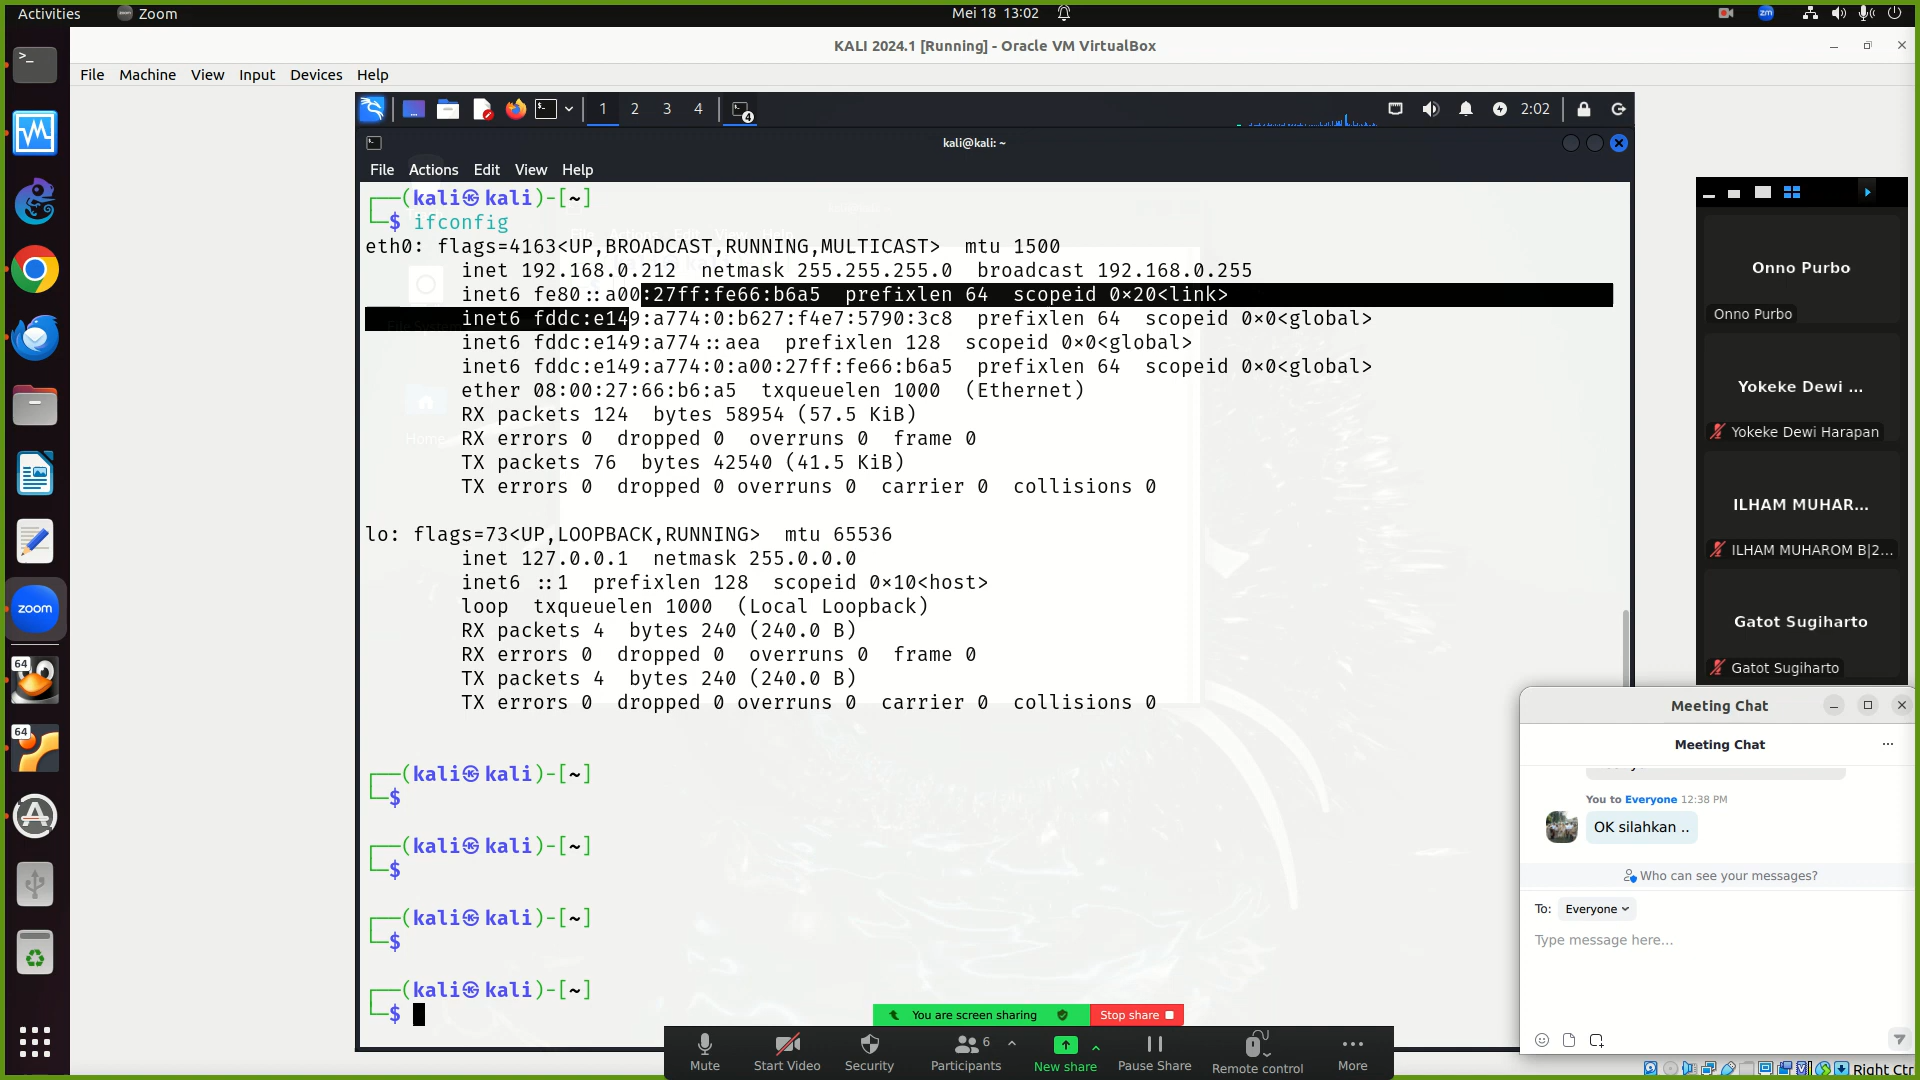 Activities
Zoom
Mei 18 13:02
zm
KALI 2024.1 [Running] - Oracle VM VirtualBox
File Machine View Input Devices Help
1 2 3 4
4
2:02
kali@kali: ~
File Actions Edit View Help
┌──(kali㉿kali)-[~]
└─$ ifconfig
eth0: flags=4163<UP,BROADCAST,RUNNING,MULTICAST>  mtu 1500
        inet 192.168.0.212  netmask 255.255.255.0  broadcast 192.168.0.255
        inet6 fe80::a00:27ff:fe66:b6a5  prefixlen 64  scopeid 0x20<link>
        inet6 fddc:e149:a774:0:b627:f4e7:5790:3c8  prefixlen 64  scopeid 0x0<global>
        inet6 fddc:e149:a774::aea  prefixlen 128  scopeid 0x0<global>
        inet6 fddc:e149:a774:0:a00:27ff:fe66:b6a5  prefixlen 64  scopeid 0x0<global>
        ether 08:00:27:66:b6:a5  txqueuelen 1000  (Ethernet)
        RX packets 124  bytes 58954 (57.5 KiB)
        RX errors 0  dropped 0  overruns 0  frame 0
        TX packets 76  bytes 42540 (41.5 KiB)
        TX errors 0  dropped 0 overruns 0  carrier 0  collisions 0
lo: flags=73<UP,LOOPBACK,RUNNING>  mtu 65536
        inet 127.0.0.1  netmask 255.0.0.0
        inet6 ::1  prefixlen 128  scopeid 0x10<host>
        loop  txqueuelen 1000  (Local Loopback)
        RX packets 4  bytes 240 (240.0 B)
        RX errors 0  dropped 0  overruns 0  frame 0
        TX packets 4  bytes 240 (240.0 B)
        TX errors 0  dropped 0 overruns 0  carrier 0  collisions 0
┌──(kali㉿kali)-[~]
└─$
┌──(kali㉿kali)-[~]
└─$
┌──(kali㉿kali)-[~]
└─$
┌──(kali㉿kali)-[~]
└─$
Home
zoom
64
64
Onno Purbo
Onno Purbo
Yokeke Dewi ...
Yokeke Dewi Harapan
ILHAM MUHAR...
ILHAM MUHAROM B|2...
Gatot Sugiharto
Gatot Sugiharto
Meeting Chat
Meeting Chat
You to Everyone 12:38 PM
OK silahkan ..
Who can see your messages?
To: Everyone
Type message here...
You are screen sharing
Stop share
Mute
Start Video
Security
6
Participants
New share
Pause Share
Remote control
More
Right Ctrl